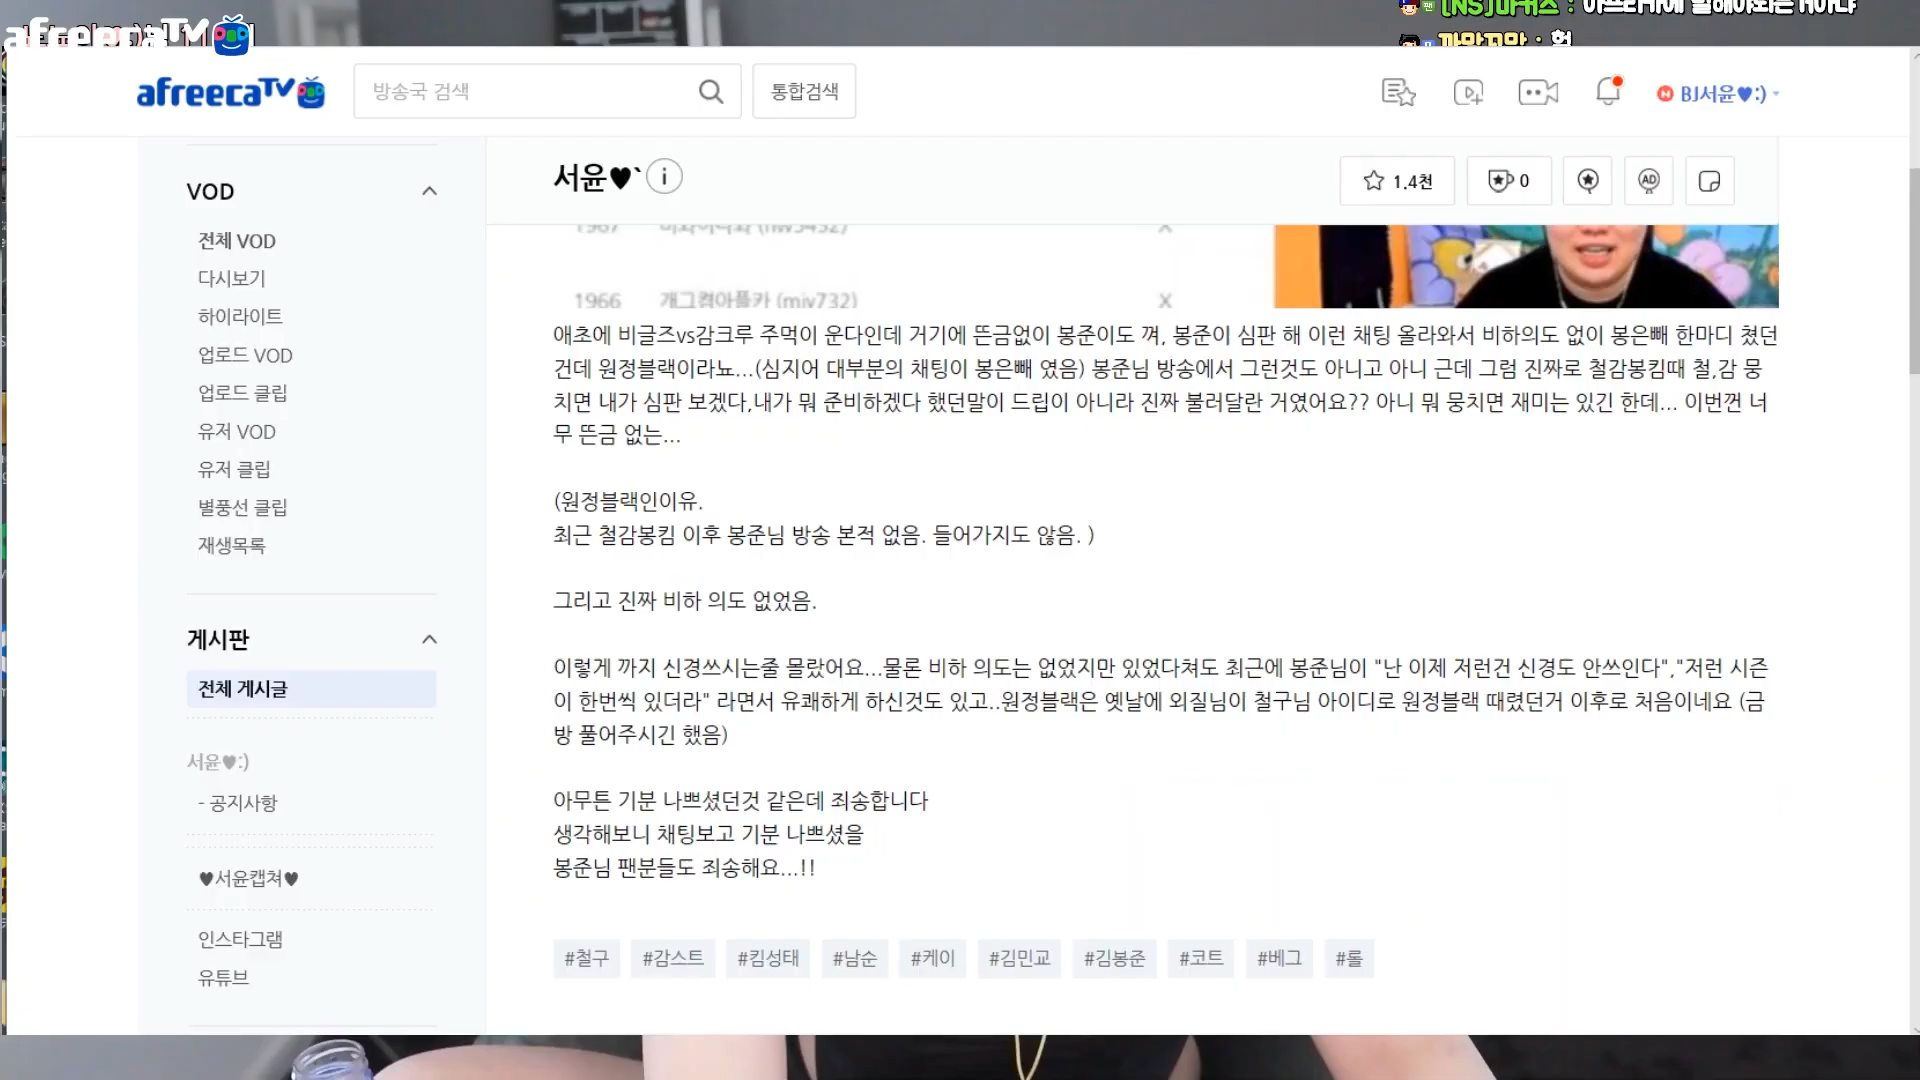 afreecaTV
[NS]마커스 :
까망꼬맘 : 헉
afreecaTV
방송국 검색
통합검색
BJ서윤♥:)
서윤♥`
1.4천
0
AD
VOD
전체 VOD
다시보기
하이라이트
업로드 VOD
업로드 클립
유저 VOD
유저 클립
별풍선 클립
재생목록
게시판
전체 게시글
서윤♥:)
- 공지사항
♥서윤캡쳐♥
인스타그램
유튜브
1966 개그켱아플카 (miv732) X
애초에 비글즈vs감크루 주먹이 운다인데 거기에 뜬금없이 봉준이도 껴, 봉준이 심판 해 이런 채팅 올라와서 비하의도 없이 봉은빼 한마디 쳤던
건데 원정블랙이라뇨...(심지어 대부분의 채팅이 봉은빼 였음) 봉준님 방송에서 그런것도 아니고 아니 근데 그럼 진짜로 철감봉킴때 철,감 뭉
치면 내가 심판 보겠다,내가 뭐 준비하겠다 했던말이 드립이 아니라 진짜 불러달란 거였어요?? 아니 뭐 뭉치면 재미는 있긴 한데... 이번껀 너
무 뜬금 없는...
(원정블랙인이유.
최근 철감봉킴 이후 봉준님 방송 본적 없음. 들어가지도 않음. )
그리고 진짜 비하 의도 없었음.
이렇게 까지 신경쓰시는줄 몰랐어요...물론 비하 의도는 없었지만 있었다쳐도 최근에 봉준님이 "난 이제 저런건 신경도 안쓰인다","저런 시즌
이 한번씩 있더라" 라면서 유쾌하게 하신것도 있고..원정블랙은 옛날에 외질님이 철구님 아이디로 원정블랙 때렸던거 이후로 처음이네요 (금
방 풀어주시긴 했음)
아무튼 기분 나쁘셨던것 같은데 죄송합니다
생각해보니 채팅보고 기분 나쁘셨을
봉준님 팬분들도 죄송해요...!!
#철구 #감스트 #킴성태 #남순 #케이 #김민교 #김봉준 #코트 #베그 #롤